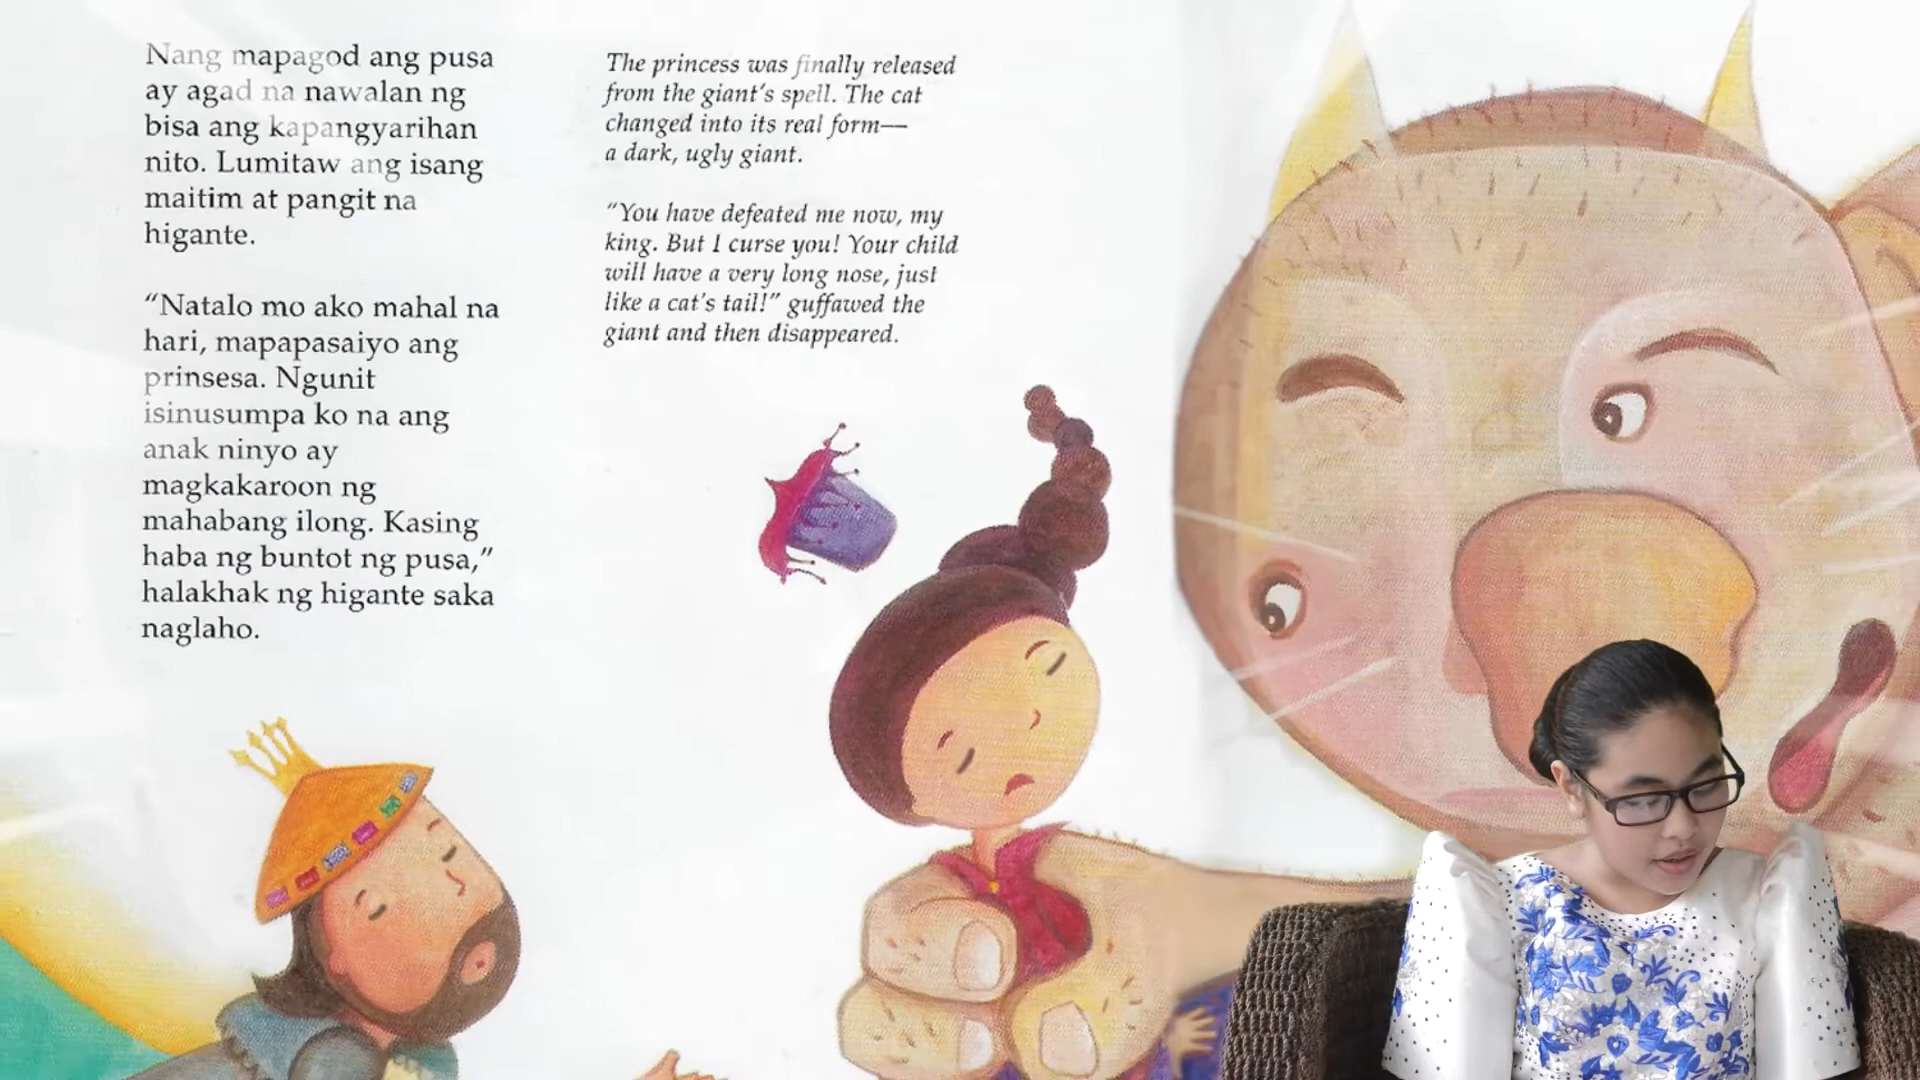 Nang mapagod ang pusa
ay agad na nawalan ng
bisa ang kapangyarihan
nito. Lumitaw ang isang
maitim at pangit na
higante.
“Natalo mo ako mahal na
hari, mapapasaiyo ang
prinsesa. Ngunit
isinusumpa ko na ang
anak ninyo ay
magkakaroon ng
mahabang ilong. Kasing
haba ng buntot ng pusa,”
halakhak ng higante saka
naglaho.
The princess was finally released
from the giant’s spell. The cat
changed into its real form—
a dark, ugly giant.
“You have defeated me now, my
king. But I curse you! Your child
will have a very long nose, just
like a cat’s tail!” guffawed the
giant and then disappeared.